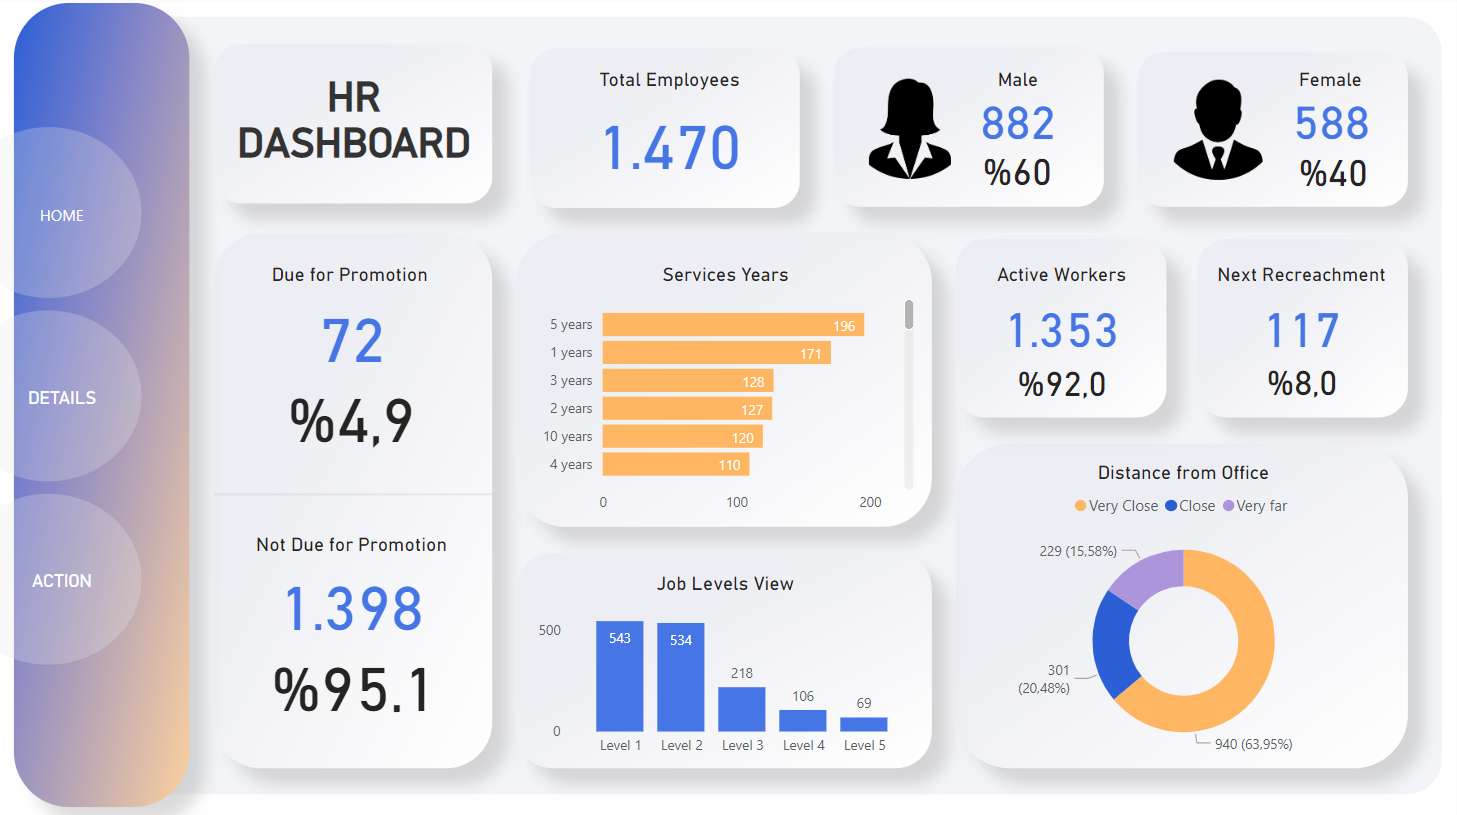 HR
DASHBOARD
Total Employees
1.470
Male
882
%60
Female
588
%40
HOME
DETAILS
ACTION
Due for Promotion
72
%4,9
Not Due for Promotion
1.398
%95.1
Services Years
5 years
196
1 years
171
3 years
128
2 years
127
10 years
120
4 years
110
0
100
200
Active Workers
1.353
%92,0
Next Recreachment
117
%8,0
Job Levels View
500
0
543
534
218
106
69
Level 1
Level 2
Level 3
Level 4
Level 5
Distance from Office
Very Close
Close
Very far
229 (15,58%)
301
(20,48%)
940 (63,95%)